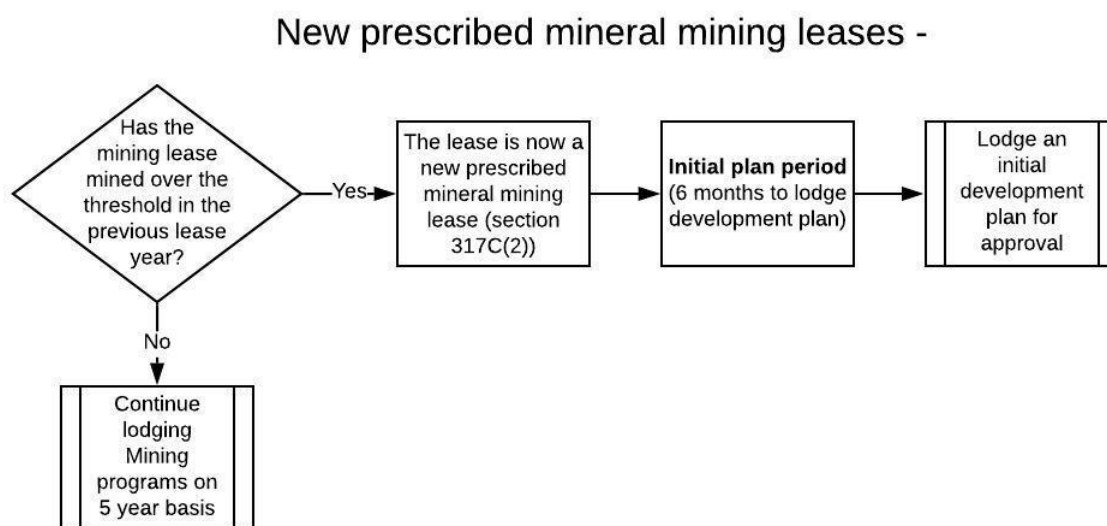 New prescribed mineral mining leases -
Has the
mining lease
mined over the
threshold in the
previous lease
year?
Yes
The lease is now a
new prescribed
mineral mining
lease (section
317C(2))
Initial plan period
(6 months to lodge
development plan)
Lodge an
initial
development
plan for
approval
No
Continue
lodging
Mining
programs on
5 year basis